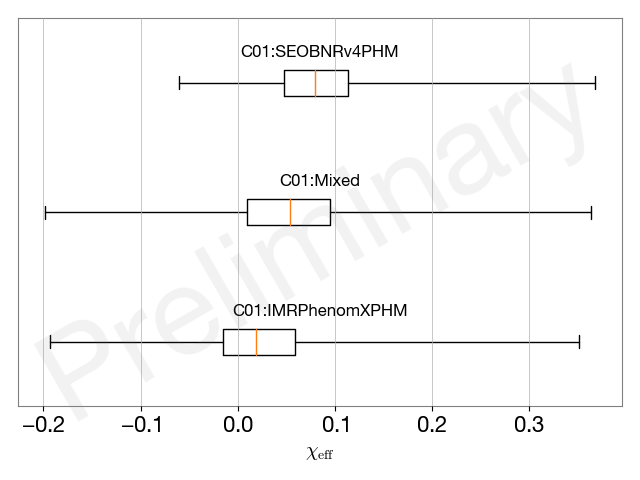 C01:SEOBNRv4PHM
C01:Mixed
C01:IMRPhenomXPHM
Preliminary
−0.2 −0.1 0.0 0.1 0.2 0.3
χeff